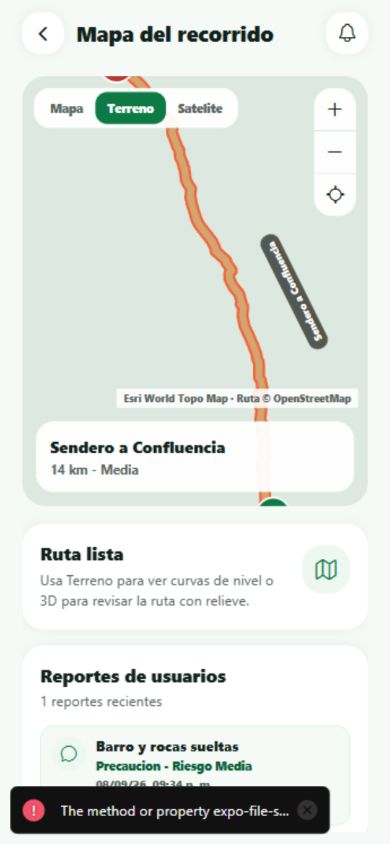 Mapa del recorrido
Mapa
Terreno
Satelite
Sendero a Confluencia
Esri World Topo Map • Ruta © OpenStreetMap
Sendero a Confluencia
14 km - Media
Ruta lista
Usa Terreno para ver curvas de nivel o
3D para revisar la ruta con relieve.
Reportes de usuarios
1 reportes recientes
Barro y rocas sueltas
Precaucion - Riesgo Media
08/09/26, 09:34 p. m.
The method or property expo-file-s...